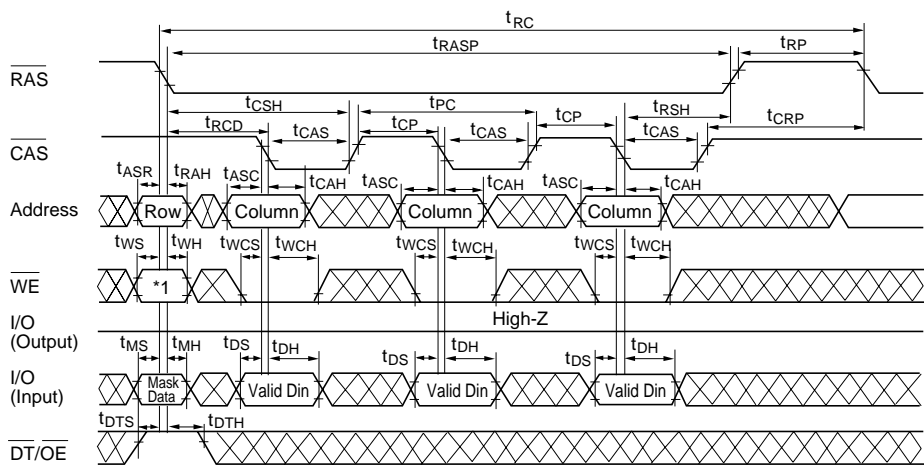 tRC
tRASP tRP
RAS
tCSH tPC tRSH
tRCD tCAS tCP tCAS tCP tCAS tCRP
CAS
tASR tRAH tASC tCAH tASC tCAH tASC tCAH
Address Row Column Column Column
tWS tWH tWCS tWCH tWCS tWCH tWCS tWCH
WE *1
I/O (Output) High-Z
tMS tMH tDS tDH tDS tDH tDS tDH
I/O (Input) Mask Data Valid Din Valid Din Valid Din
tDTS tDTH
DT/OE